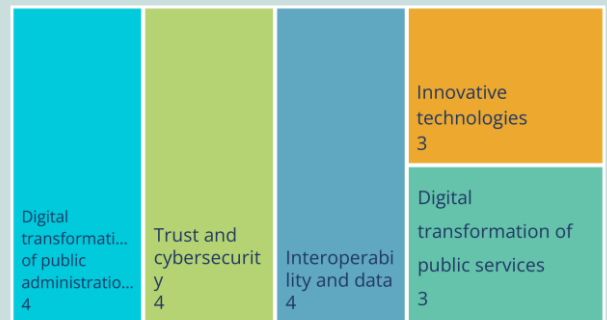 Digital
transformati...
of public
administratio...
4
Trust and
cybersecurit
y
4
Interoperabi
lity and data
4
Innovative
technologies
3
Digital
transformation of
public services
3